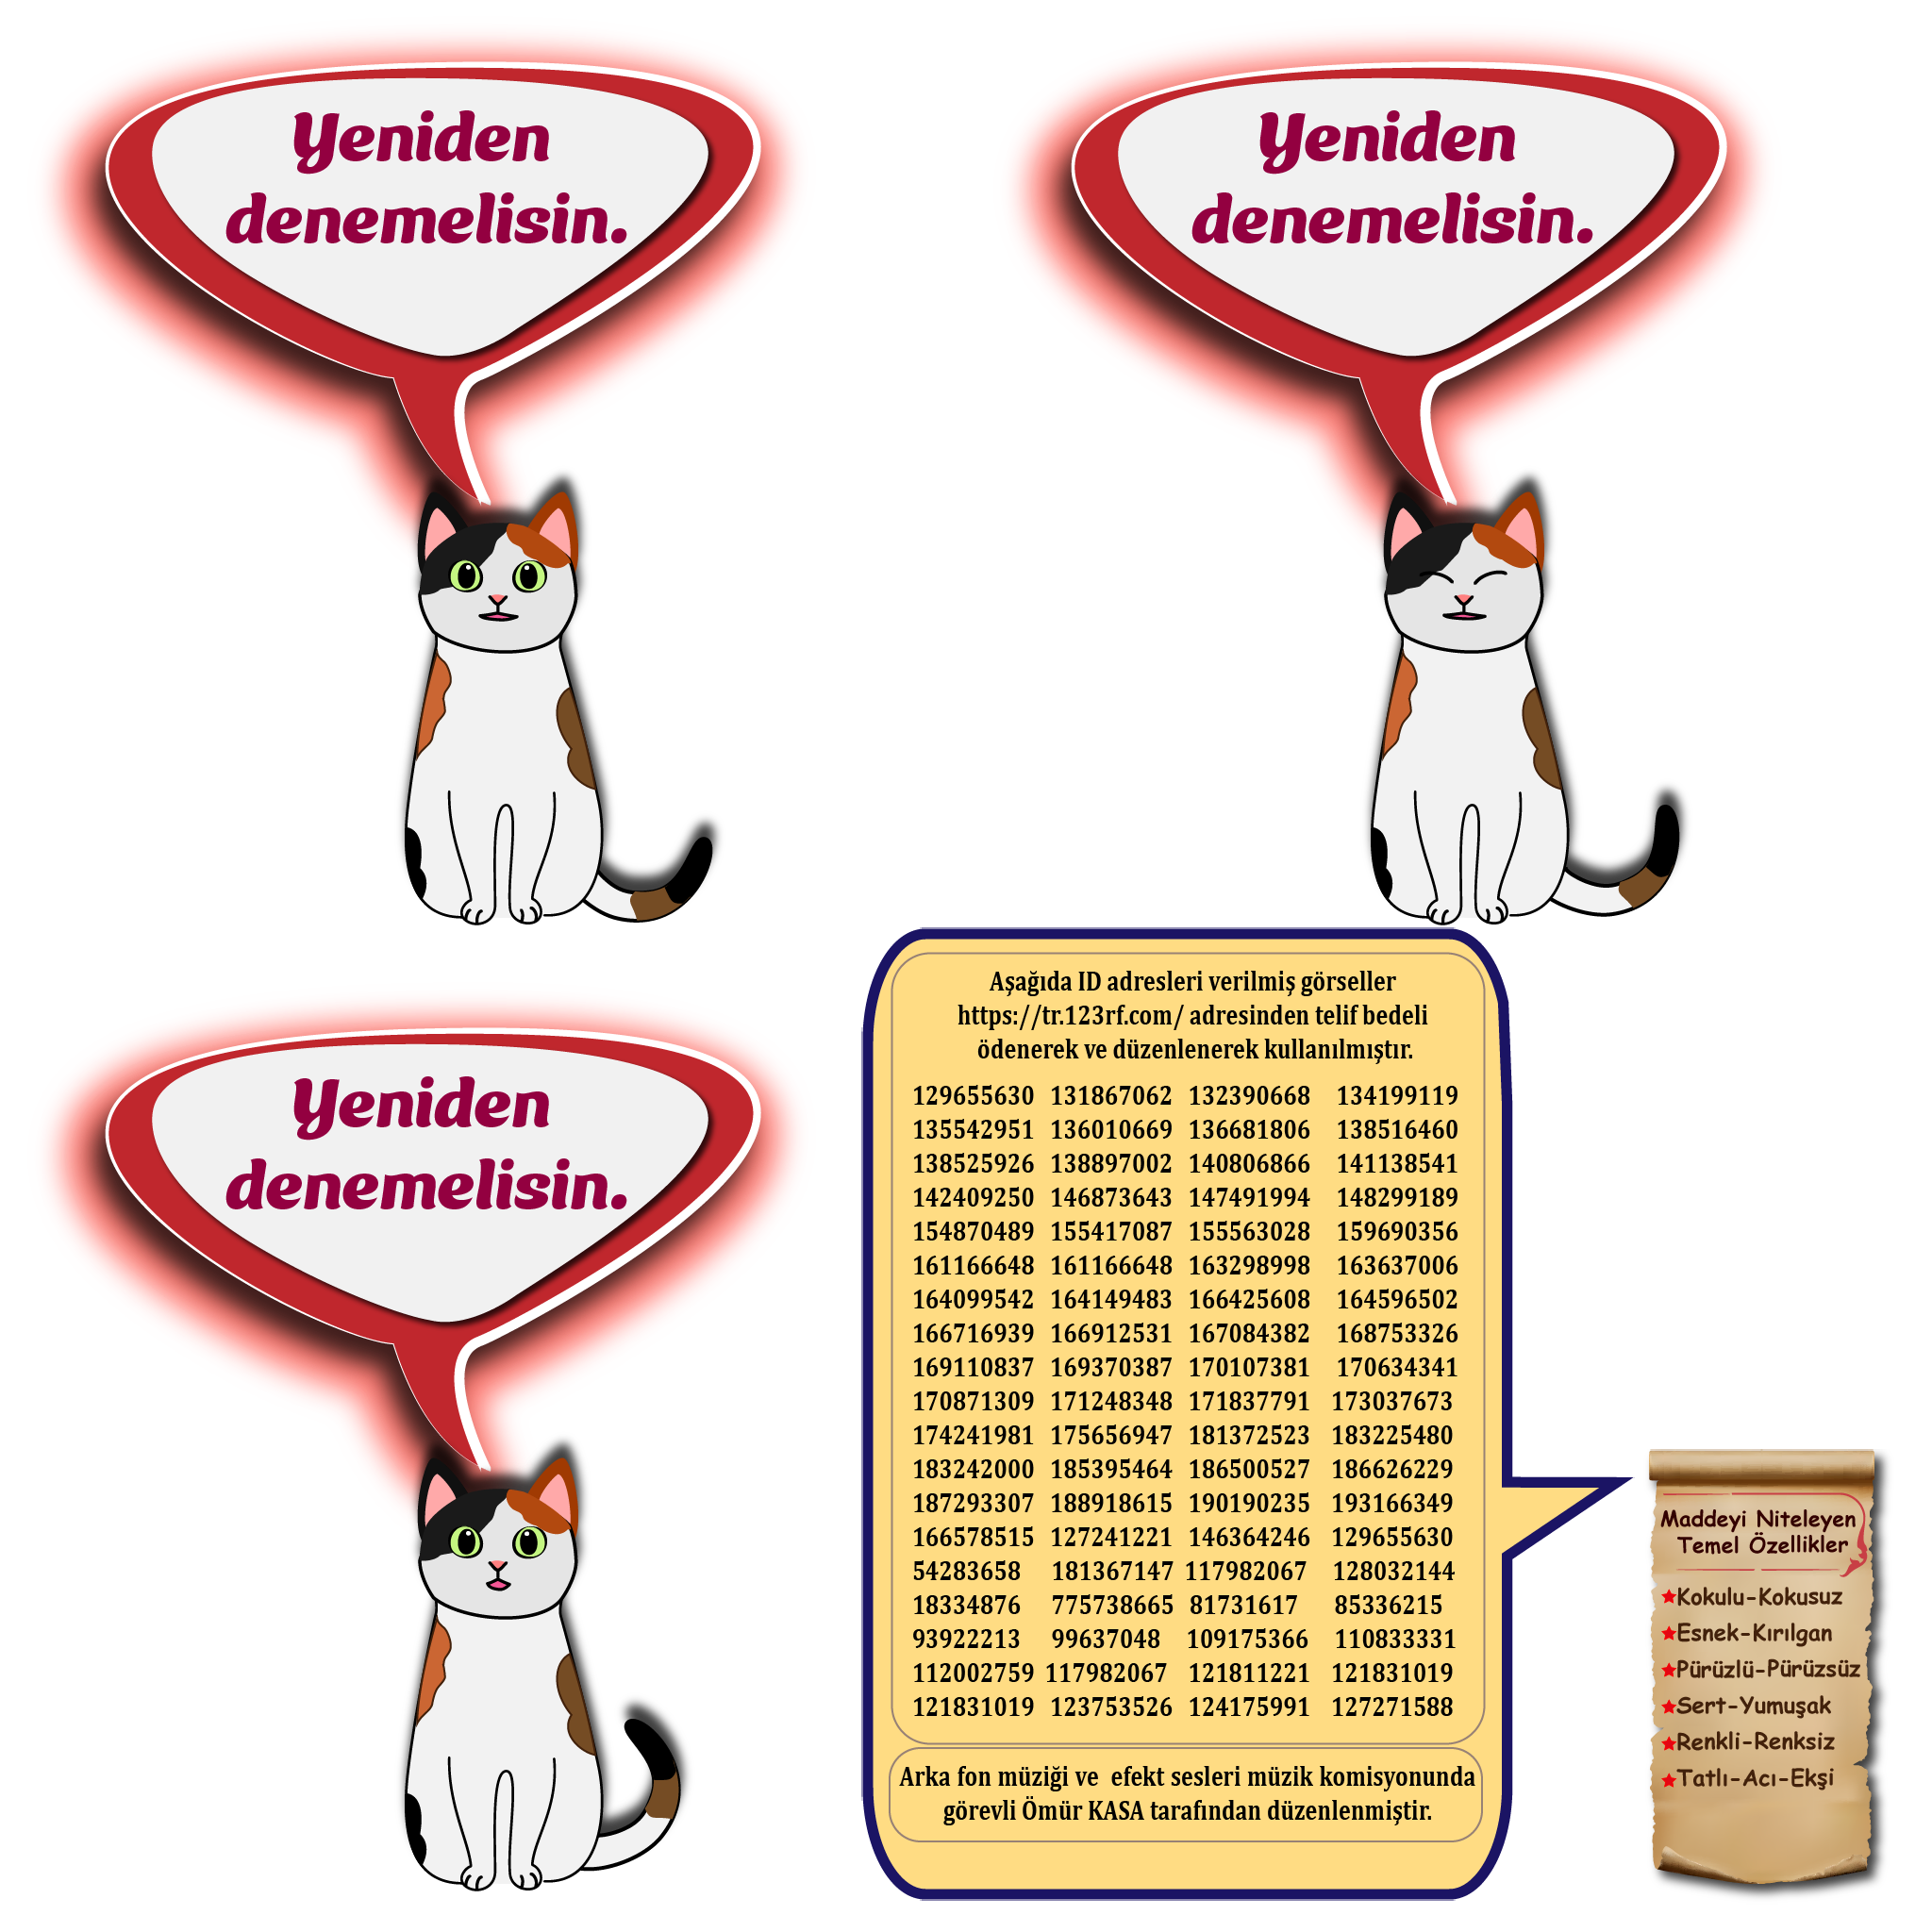 Yeniden
denemelisin.
Yeniden
denemelisin.
Yeniden
denemelisin.
Aşağıda ID adresleri verilmiş görseller
https://tr.123rf.com/ adresinden telif bedeli
ödenerek ve düzenlenerek kullanılmıştır.
129655630 131867062 132390668 134199119
135542951 136010669 136681806 138516460
138525926 138897002 140806866 141138541
142409250 146873643 147491994 148299189
154870489 155417087 155563028 159690356
161166648 161166648 163298998 163637006
164099542 164149483 166425608 164596502
166716939 166912531 167084382 168753326
169110837 169370387 170107381 170634341
170871309 171248348 171837791 173037673
174241981 175656947 181372523 183225480
183242000 185395464 186500527 186626229
187293307 188918615 190190235 193166349
166578515 127241221 146364246 129655630
54283658 181367147 117982067 128032144
18334876 775738665 81731617 85336215
93922213 99637048 109175366 110833331
112002759 117982067 121811221 121831019
121831019 123753526 124175991 127271588
Arka fon müziği ve efekt sesleri müzik komisyonunda
görevli Ömür KASA tarafından düzenlenmiştir.
Maddeyi Niteleyen
Temel Özellikler
Kokulu-Kokusuz
Esnek-Kırılgan
Pürüzlü-Pürüzsüz
Sert-Yumuşak
Renkli-Renksiz
Tatlı-Acı-Ekşi